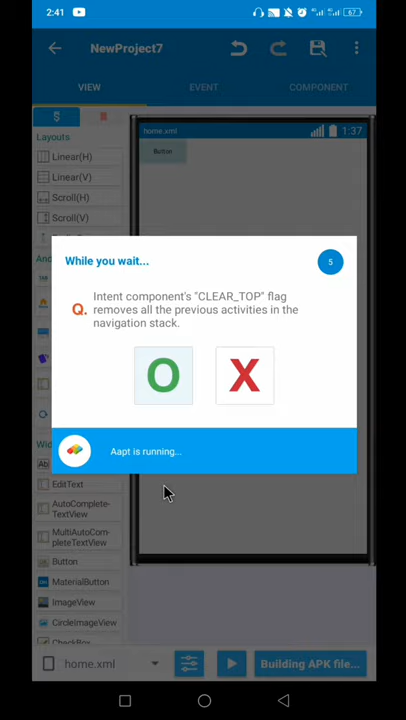 2:41
67
NewProject7
VIEW
EVENT
COMPONENT
Layouts
Linear(H)
Linear(V)
Scroll(H)
Scroll(V)
home.xml
1:37
Button
While you wait...
5
Q.
Intent component's "CLEAR_TOP" flag
removes all the previous activities in the
navigation stack.
O
X
Aapt is running...
Ab
EditText
AutoComplete-
TextView
MultiAutoCom-
pleteTextView
Button
MaterialButton
ImageView
CircleImageView
CheckBox
home.xml
Building APK file...